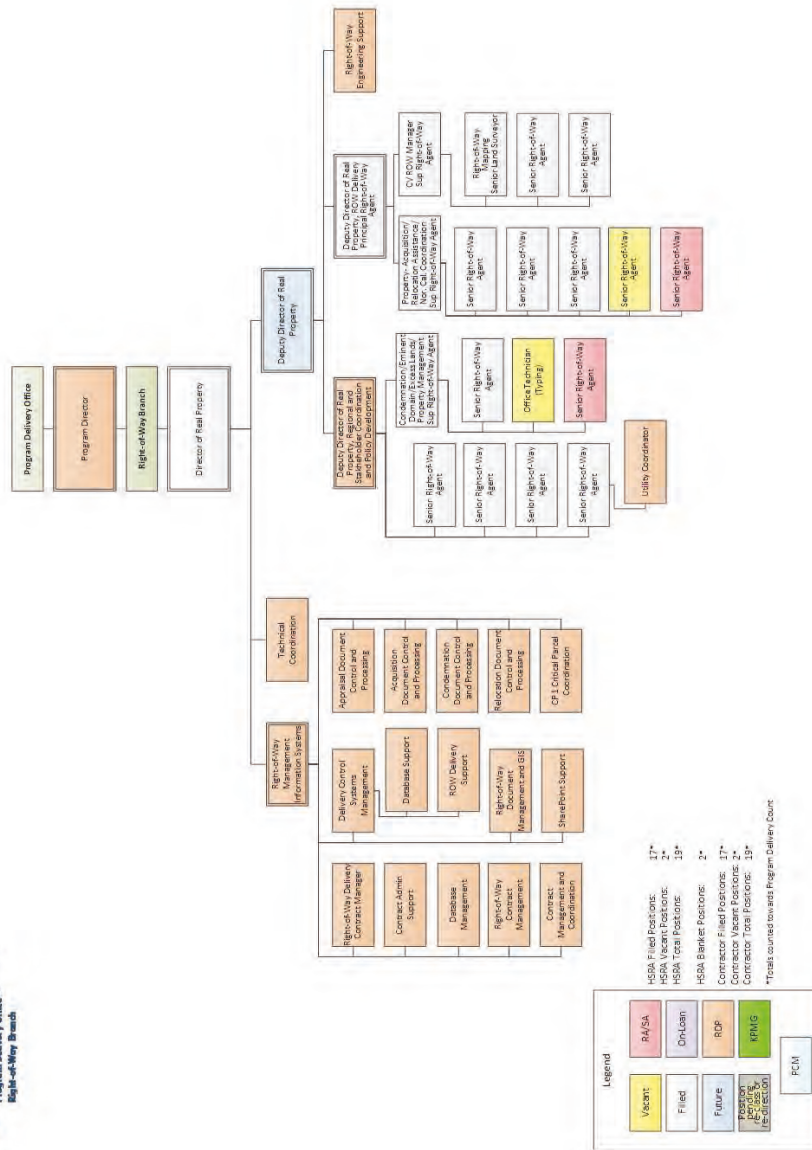 Right-of-Way Branch
Program Delivery Office
Program Director
Right-of-Way Branch
Director of Real Property
Right-of-Way
Management
Information Systems
Technical
Coordination
Deputy Director of Real
Property
Right-of-Way Delivery
Contract Manager
Contract Admin
Support
Database
Management
Right-of-Way
Contract
Management
Contract
Management and
Coordination
Delivery Control
Systems
Management
Database Support
ROW Delivery
Support
Right-of-Way
Document
Management and GIS
SharePoint Support
Appraisal Document
Control and
Processing
Acquisition
Document Control
and Processing
Condemnation
Document Control
and Processing
Relocation Document
Control and
Processing
CP1 Critical Parcel
Coordination
Deputy Director of Real
Property, Regional and
Stakeholder Coordination
and Policy Development
Senior Right-of-Way
Agent
Senior Right-of-Way
Agent
Senior Right-of-Way
Agent
Senior Right-of-Way
Agent
Utility Coordinator
Condemnation/Eminent
Domain/Excess Lands/
Property Management
Sup Right-of-Way Agent
Senior Right-of-Way
Agent
Office Technician
(Typing)
Senior Right-of-Way
Agent
Deputy Director of Real
Property, ROW Delivery
Principal Right-of-Way
Agent
Property- Acquisition/
Relocation Assistance/
Nor. Cal. Coordination
Sup Right-of-Way Agent
Senior Right-of-Way
Agent
Senior Right-of-Way
Agent
Senior Right-of-Way
Agent
Senior Right-of-Way
Agent
Senior Right-of-Way
Agent
CV ROW Manager
Sup Right-of-Way
Agent
Right-of-Way
Mapping
Senior Land Surveyor
Senior Right-of-Way
Agent
Senior Right-of-Way
Agent
Right-of-Way
Engineering Support
Legend
Vacant
RA/SA
Filled
On-Loan
Future
RDP
Position
pending
re-class or
re-direction
KPMG
PCM
HSRA Filled Positions: 17*
HSRA Vacant Positions: 2*
HSRA Total Positions: 19*
HSRA Blanket Positions: 2*
Contractor Filled Positions: 17*
Contractor Vacant Positions: 2*
Contractor Total Positions: 19*
*Totals counted towards Program Delivery Count